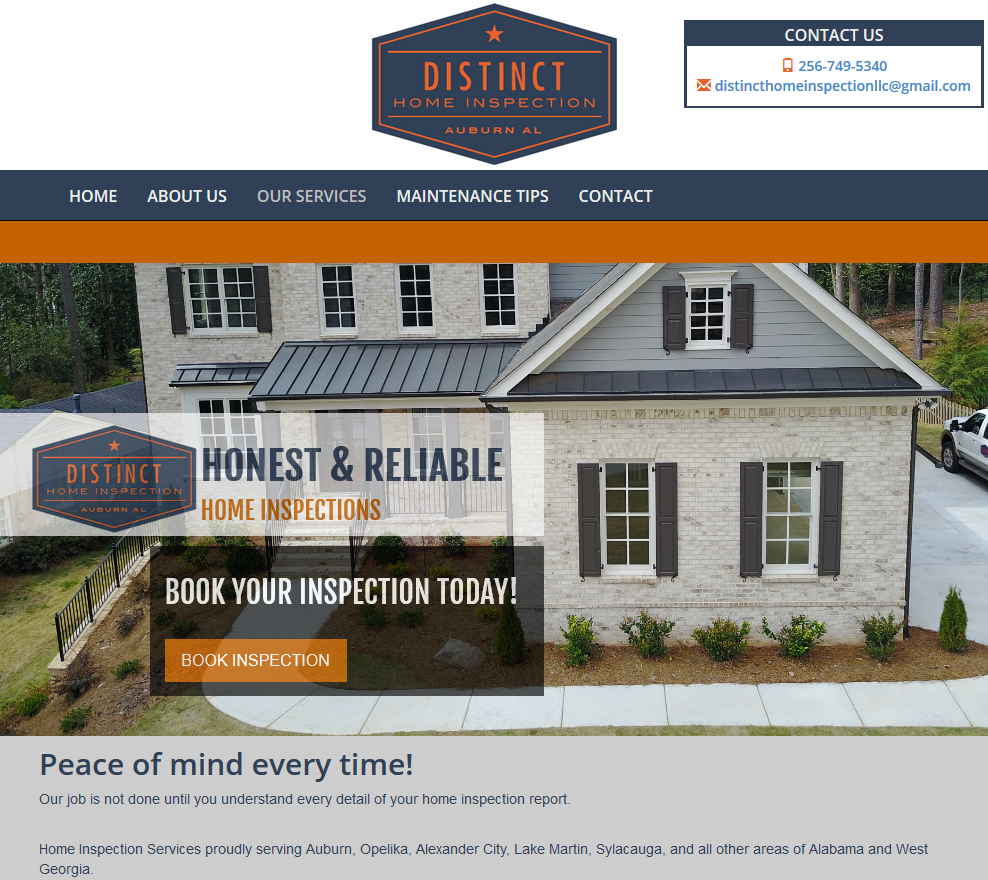 DISTINCT
HOME INSPECTION
AUBURN AL
CONTACT US
256-749-5340
distincthomeinspectionllc@gmail.com
HOME ABOUT US OUR SERVICES MAINTENANCE TIPS CONTACT
DISTINCT
HOME INSPECTION
AUBURN AL
HONEST & RELIABLE
HOME INSPECTIONS
BOOK YOUR INSPECTION TODAY!
BOOK INSPECTION
Peace of mind every time!
Our job is not done until you understand every detail of your home inspection report.
Home Inspection Services proudly serving Auburn, Opelika, Alexander City, Lake Martin, Sylacauga, and all other areas of Alabama and West
Georgia.